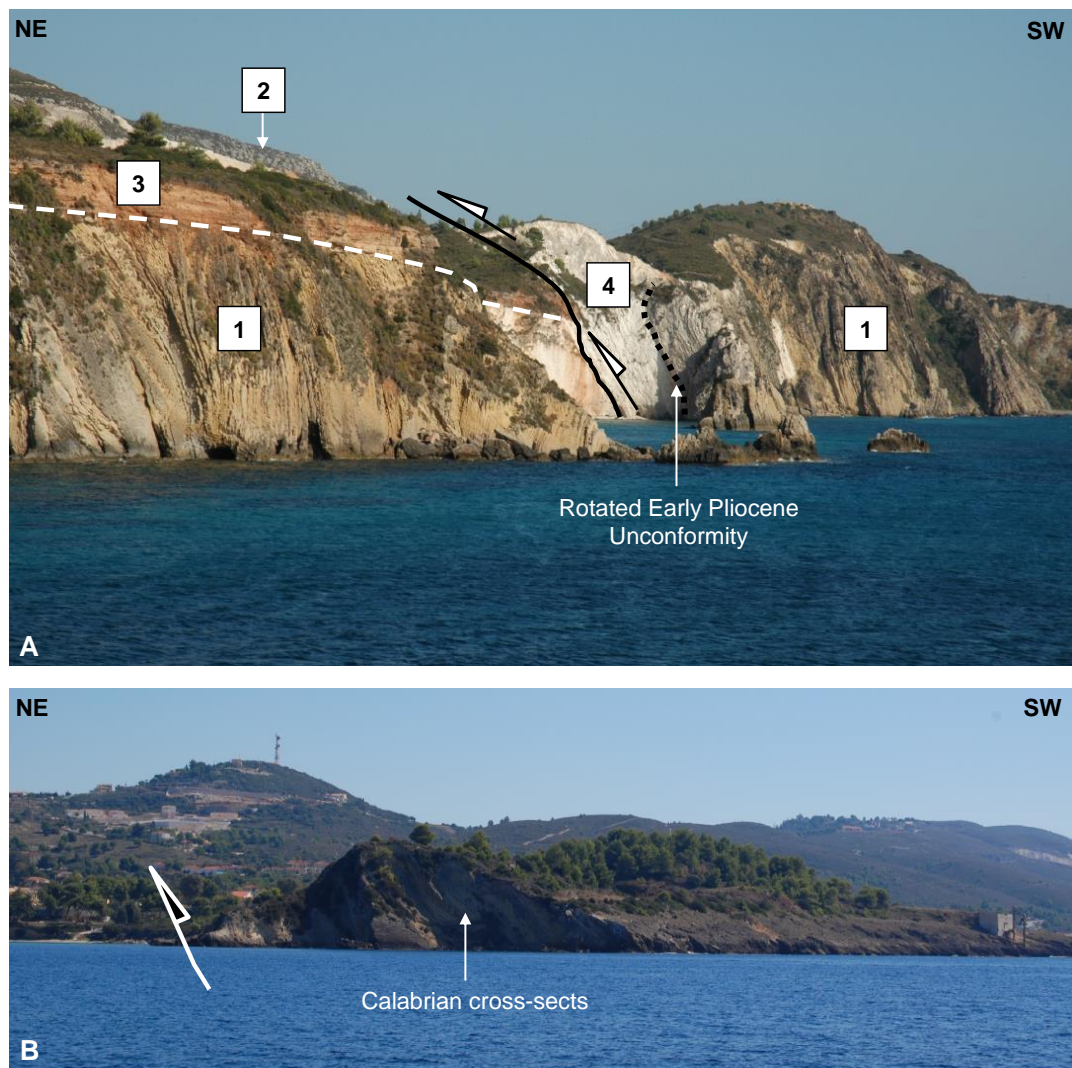 NE
SW
2
3
4
1
1
Rotated Early Pliocene
Unconformity
A
NE
SW
Calabrian cross-sects
B